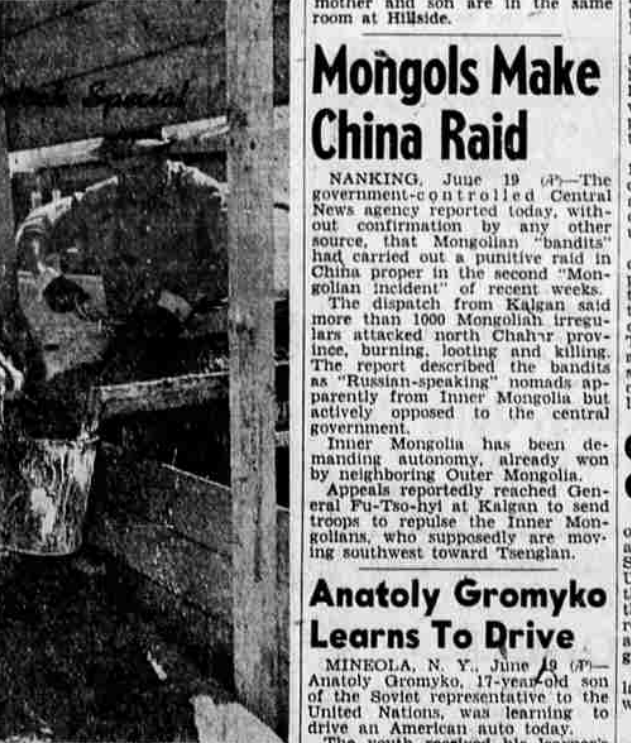 mother and son are in the same
room at Hillside.
Mongols Make
China Raid
NANKING, June 19 (AP)—The
government-controlled Central
News agency reported today, with-
out confirmation by any other
source, that Mongolian "bandits"
had carried out a punitive raid in
China proper in the second "Mon-
golian incident" of recent weeks.
The dispatch from Kalgan said
more than 1000 Mongolian irregu-
lars attacked north Chahar prov-
ince, burning, looting and killing.
The report described the bandits
as "Russian-speaking" nomads ap-
parently from Inner Mongolia but
actively opposed to the central
government.
Inner Mongolia has been de-
manding autonomy, already won
by neighboring Outer Mongolia.
Appeals reportedly reached Gen-
eral Fu-Tso-hyi at Kalgan to send
troops to repulse the Inner Mon-
golians, who supposedly are mov-
ing southwest toward Tsenglan.
Anatoly Gromyko
Learns To Drive
MINEOLA, N. Y., June 19 (AP)—
Anatoly Gromyko, 17-year-old son
of the Soviet representative to the
United Nations, was learning to
drive an American auto today.
The youth received his learner's
Special